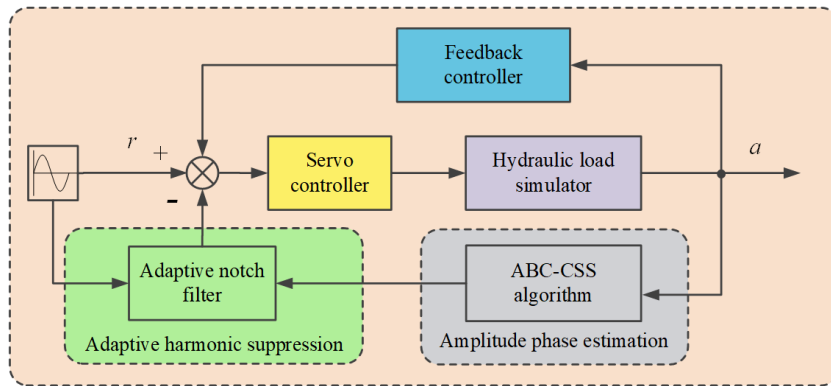 Feedback
controller
r
+
-
Servo
controller
Hydraulic load
simulator
a
Adaptive notch
filter
Adaptive harmonic suppression
ABC-CSS
algorithm
Amplitude phase estimation